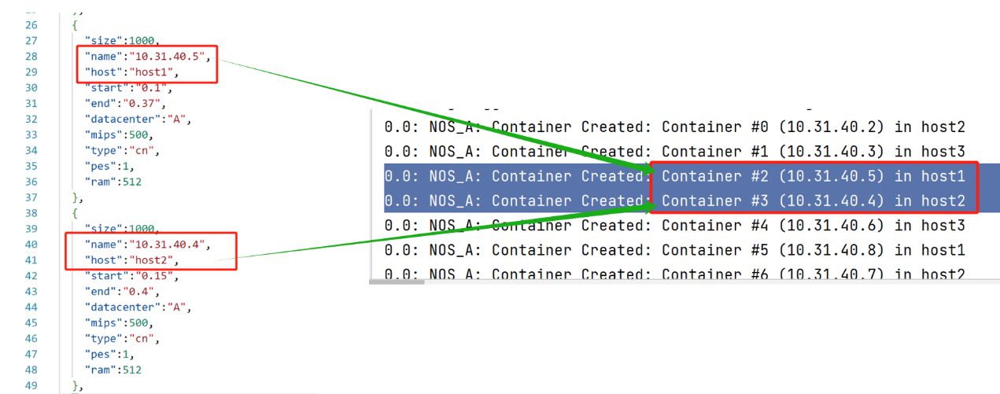 26 {
27 "size":1000,
28 "name":"10.31.40.5",
29 "host":"host1",
30 "start":"0.1",
31 "end":"0.37",
32 "datacenter":"A",
33 "mips":500,
34 "type":"cn",
35 "pes":1,
36 "ram":512
37 },
38 {
39 "size":1000,
40 "name":"10.31.40.4",
41 "host":"host2",
42 "start":"0.15",
43 "end":"0.4",
44 "datacenter":"A",
45 "mips":500,
46 "type":"cn",
47 "pes":1,
48 "ram":512
49 },
0.0: NOS_A: Container Created: Container #0 (10.31.40.2) in host2
0.0: NOS_A: Container Created: Container #1 (10.31.40.3) in host3
0.0: NOS_A: Container Created: Container #2 (10.31.40.5) in host1
0.0: NOS_A: Container Created: Container #3 (10.31.40.4) in host2
0.0: NOS_A: Container Created: Container #4 (10.31.40.6) in host3
0.0: NOS_A: Container Created: Container #5 (10.31.40.8) in host1
0.0: NOS_A: Container Created: Container #6 (10.31.40.7) in host2